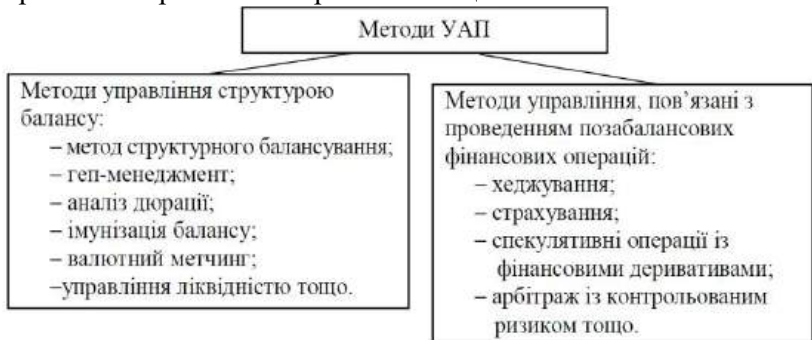 Методи УАП
Методи управління структурою
балансу:
– метод структурного балансування;
– геп-менеджмент;
– аналіз дюрації;
– імунізація балансу;
– валютний метчинг;
–управління ліквідністю тощо.
Методи управління, пов’язані з
проведенням позабалансових
фінансових операцій:
– хеджування;
– страхування;
– спекулятивні операції із
фінансовими деривативами;
– арбітраж із контрольованим
ризиком тощо.